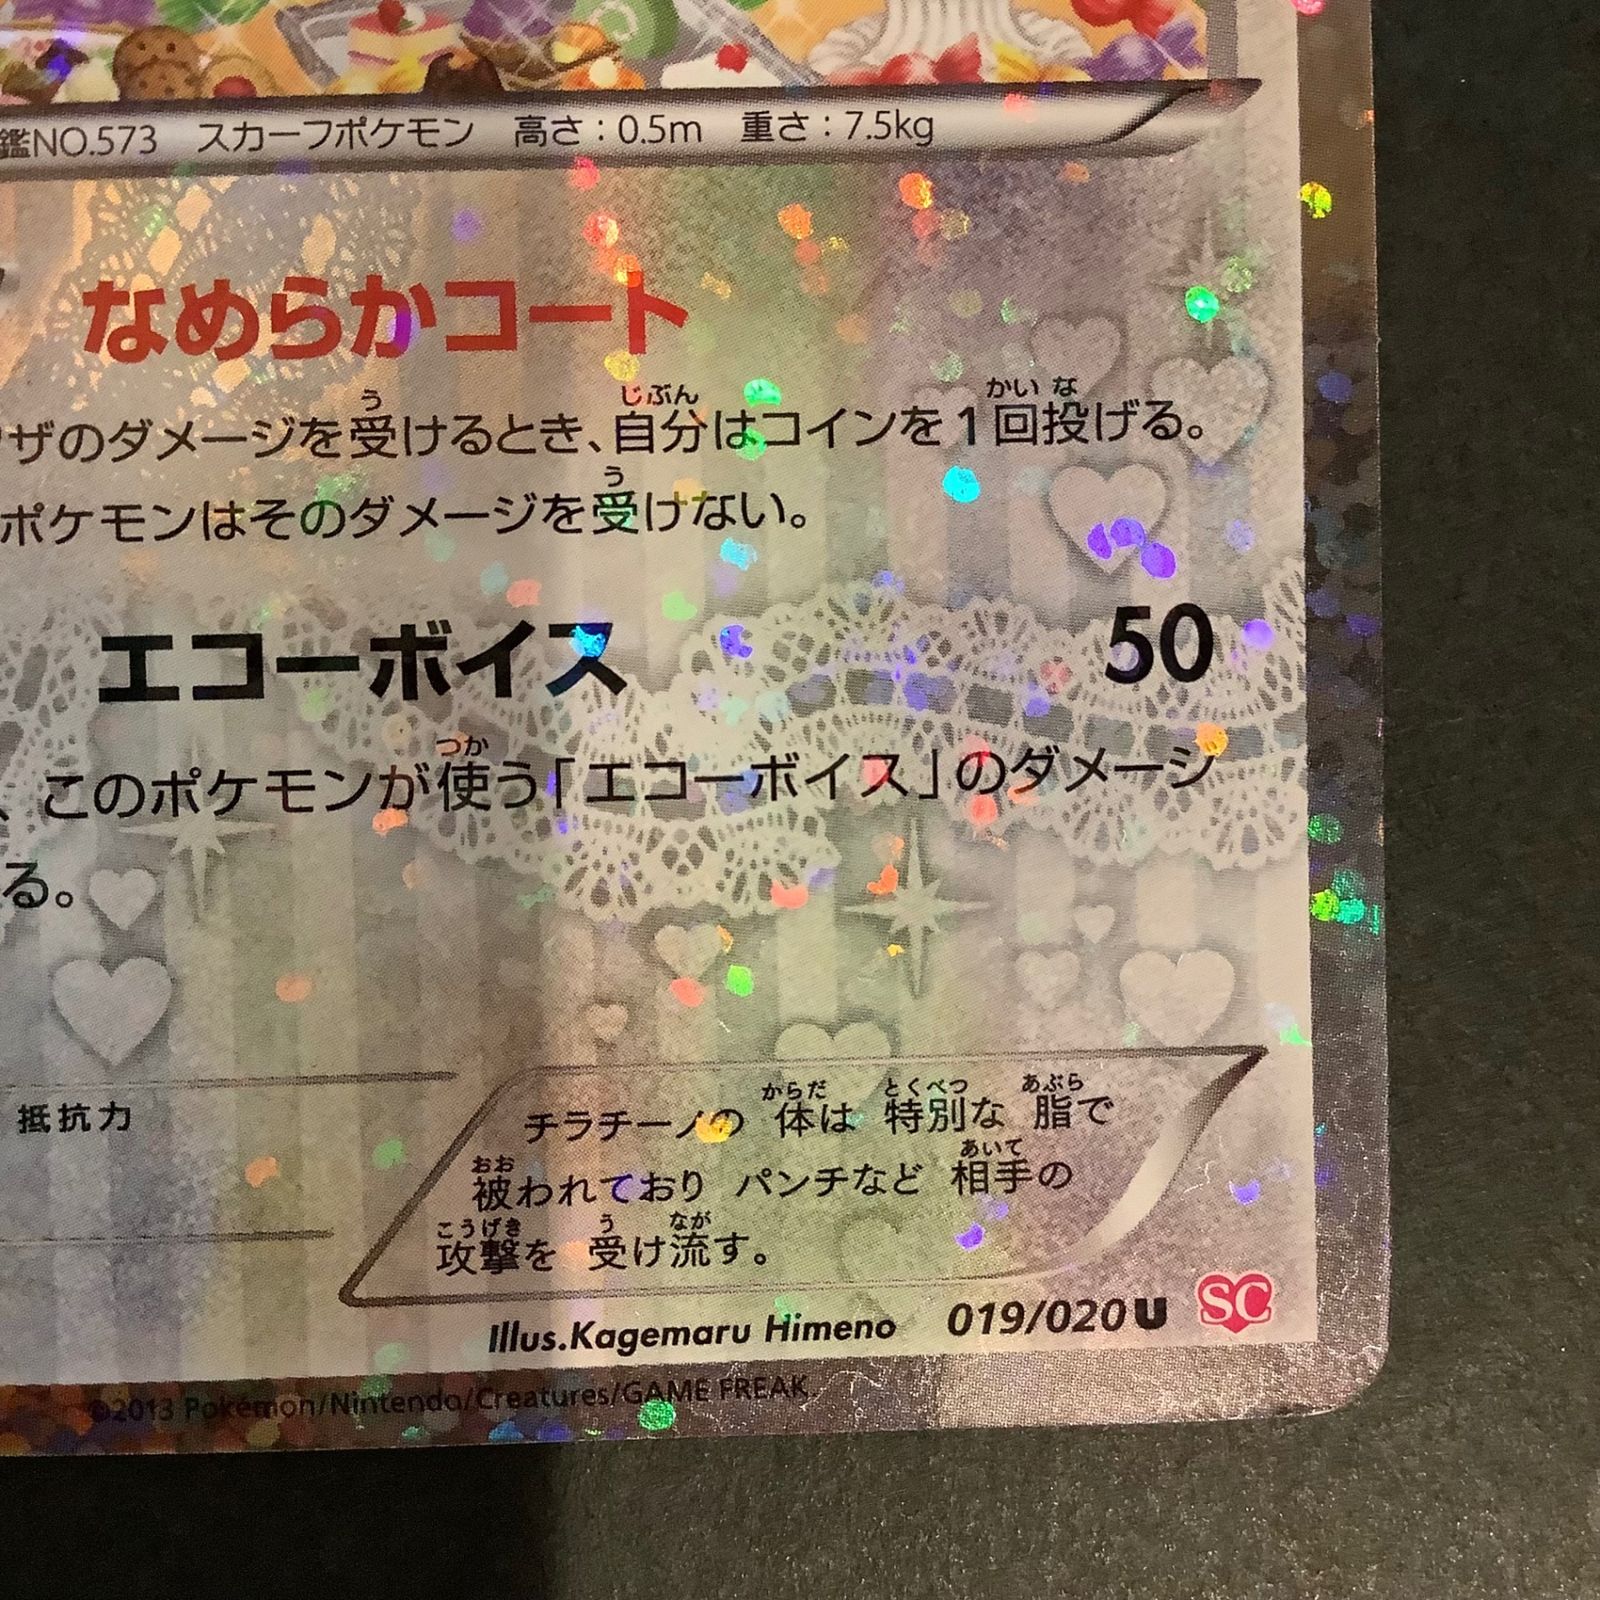 鑑NO.573 スカーフポケモン 高さ:0.5m 重さ:7.5kg
なめらかコート
ワザのダメージを受けるとき、自分はコインを1回投げる。
ポケモンはそのダメージを受けない。
エコーボイス 50
、このポケモンが使う「エコーボイス」のダメージ
る。
抵抗力
チラチーノの 体は 特別な 脂で
被われており パンチなど 相手の
攻撃を 受け流す。
Illus.Kagemaru Himeno 019/020 U SC
©2013 Pokémon/Nintendo/Creatures/GAME FREAK.